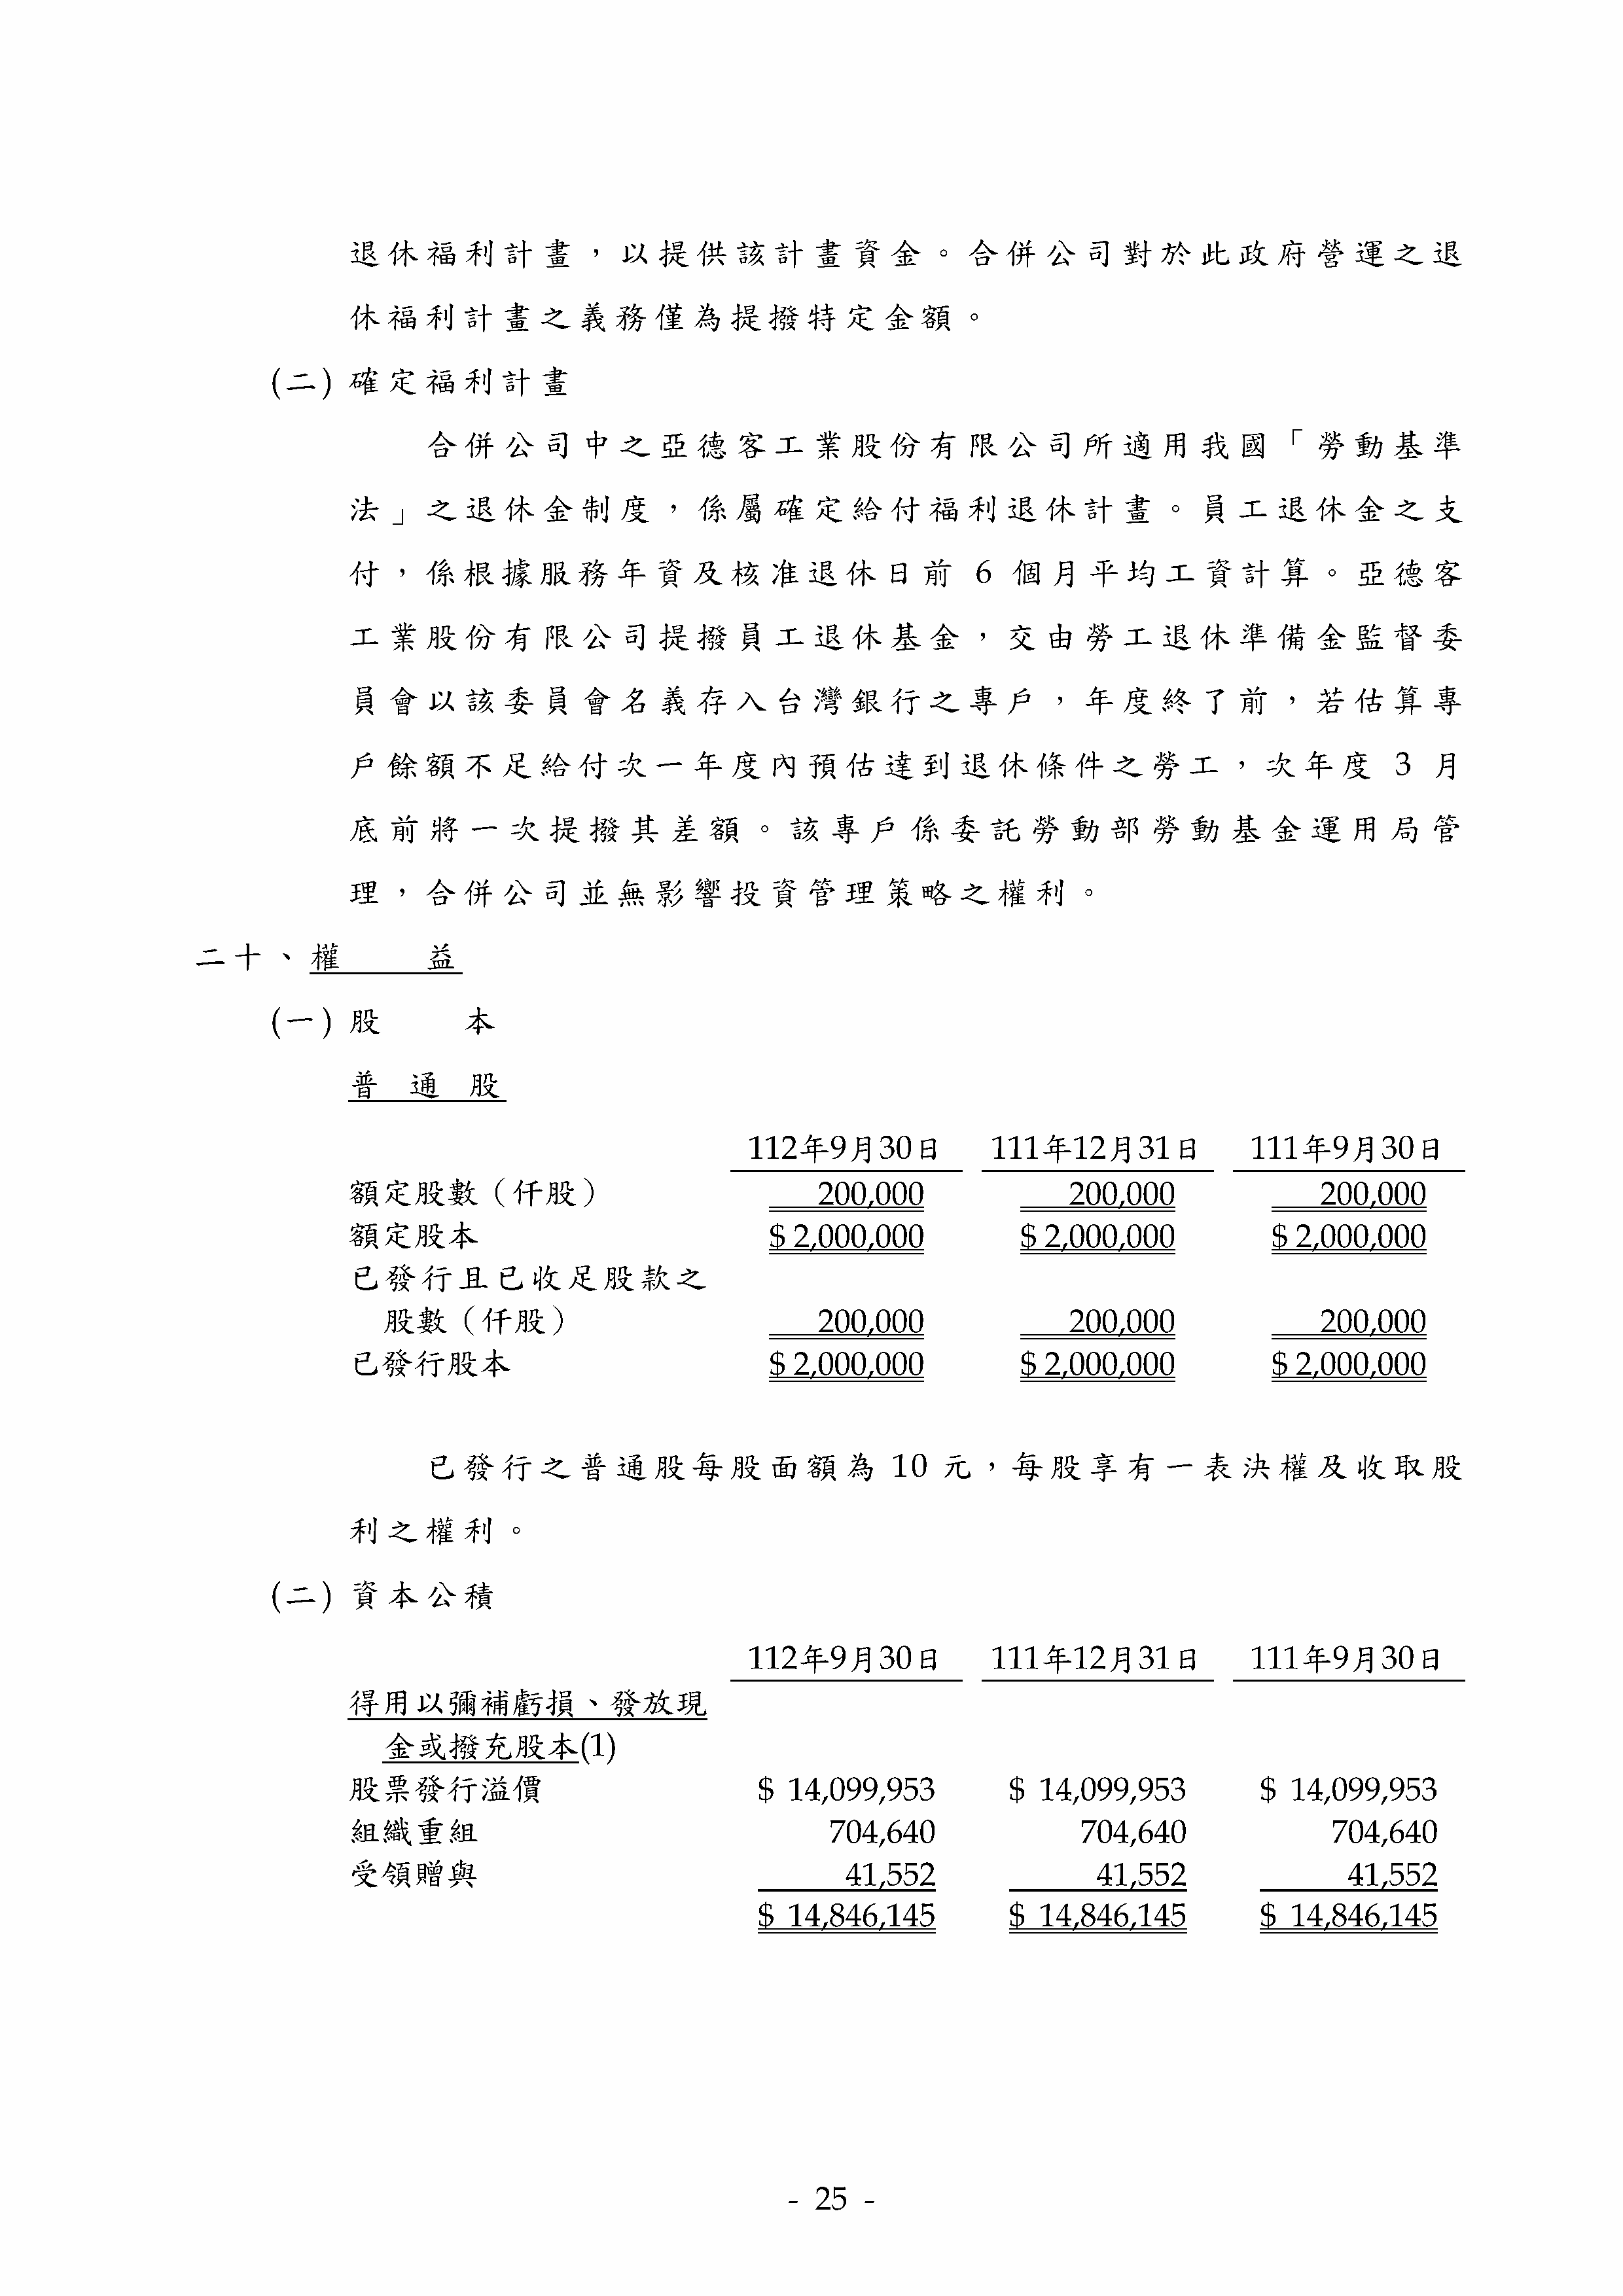 退休福利計畫，以提供該計畫資金。合併公司對於此政府營運之退
休福利計畫之義務僅為提撥特定金額。
(二) 確定福利計畫
合併公司中之亞德客工業股份有限公司所適用我國「勞動基準
法」之退休金制度，係屬確定給付福利退休計畫。員工退休金之支
付，係根據服務年資及核准退休日前 6 個月平均工資計算。亞德客
工業股份有限公司提撥員工退休基金，交由勞工退休準備金監督委
員會以該委員會名義存入台灣銀行之專戶，年度終了前，若估算專
戶餘額不足給付次一年度內預估達到退休條件之勞工，次年度 3 月
底前將一次提撥其差額。該專戶係委託勞動部勞動基金運用局管
理，合併公司並無影響投資管理策略之權利。
二十、權　　益
(一) 股　　本
普 通 股
112年9月30日 111年12月31日 111年9月30日
額定股數（仟股） 200,000 200,000 200,000
額定股本 $ 2,000,000 $ 2,000,000 $ 2,000,000
已發行且已收足股款之
股數（仟股） 200,000 200,000 200,000
已發行股本 $ 2,000,000 $ 2,000,000 $ 2,000,000
已發行之普通股每股面額為 10 元，每股享有一表決權及收取股
利之權利。
(二) 資本公積
112年9月30日 111年12月31日 111年9月30日
得用以彌補虧損、發放現
金或撥充股本(1)
股票發行溢價 $ 14,099,953 $ 14,099,953 $ 14,099,953
組織重組 704,640 704,640 704,640
受領贈與 41,552 41,552 41,552
$ 14,846,145 $ 14,846,145 $ 14,846,145
- 25 -